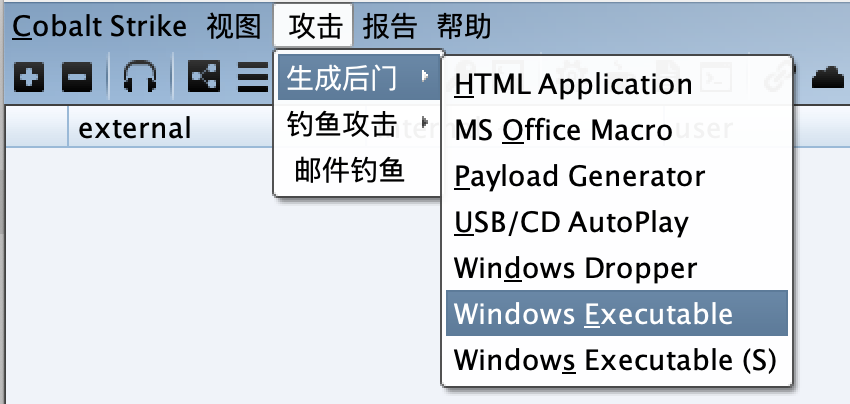 Cobalt Strike 视图 攻击 报告 帮助
生成后门
钓鱼攻击
邮件钓鱼
HTML Application
MS Office Macro
Payload Generator
USB/CD AutoPlay
Windows Dropper
Windows Executable
Windows Executable (S)
external
user